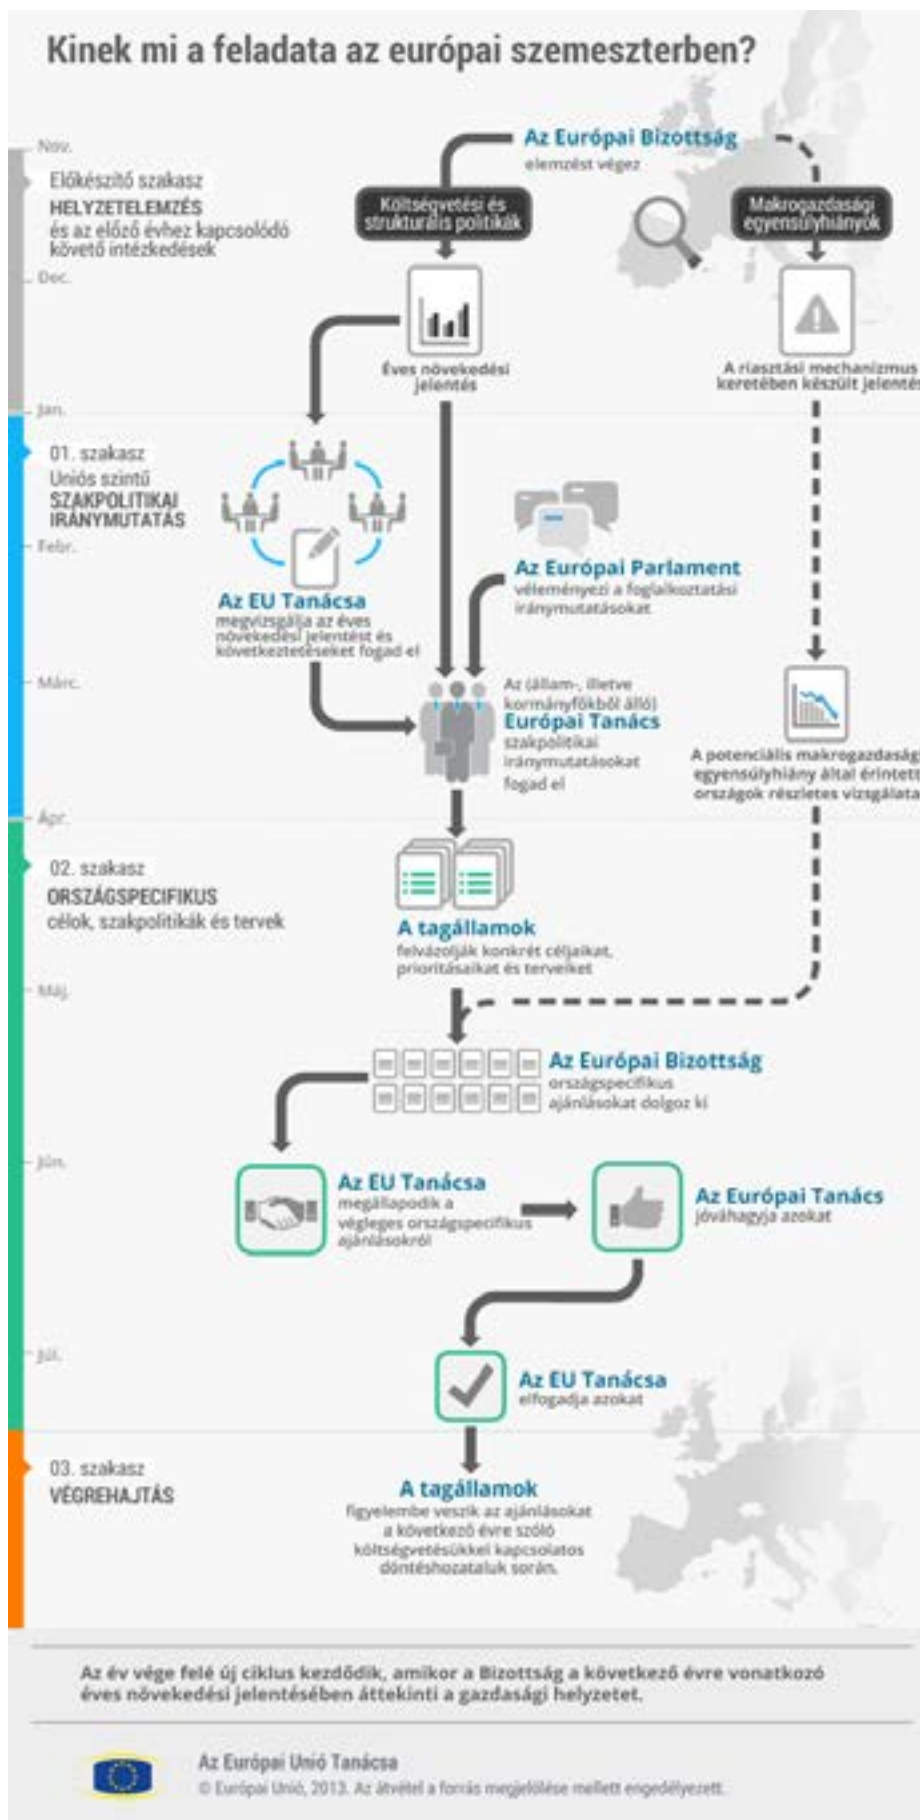 Kinek mi a feladata az európai szemeszterben?
Nov.
Az Európai Bizottság
elemzést végez
Előkészítő szakasz
HELYZETELEMZÉS
és az előző évhez kapcsolódó
követő intézkedések
Költségvetési és
strukturális politikák
Makrogazdasági
egyensúlyhiányok
Dec.
Éves növekedési
jelentés
A riasztási mechanizmus
keretében készült jelentés
Jan.
01. szakasz
Uniós szintű
SZAKPOLITIKAI
IRÁNYMUTATÁS
Febr.
Az Európai Parlament
véleményezi a foglalkoztatási
iránymutatásokat
Az EU Tanácsa
megvizsgálja az éves
növekedési jelentést és
következtetéseket fogad el
Márc.
Az (állam-, illetve
kormányfőkből álló)
Európai Tanács
szakpolitikai
iránymutatásokat
fogad el
A potenciális makrogazdaság
egyensúlyhiány által érintett
országok részletes vizsgálata
Ápr.
02. szakasz
ORSZÁGSPECIFIKUS
célok, szakpolitikák és tervek
A tagállamok
felvázolják konkrét céljaikat,
prioritásaikat és terveiket
Máj.
Az Európai Bizottság
országspecifikus
ajánlásokat dolgoz ki
Jún.
Az EU Tanácsa
megállapodik a
végleges országspecifikus
ajánlásokról
Az Európai Tanács
jóváhagyja azokat
Júl.
Az EU Tanácsa
elfogadja azokat
03. szakasz
VÉGREHAJTÁS
A tagállamok
figyelembe veszik az ajánlásokat
a következő évre szóló
költségvetésükkel kapcsolatos
döntéshozataluk során.
Az év vége felé új ciklus kezdődik, amikor a Bizottság a következő évre vonatkozó
éves növekedési jelentésében áttekinti a gazdasági helyzetet.
Az Európai Unió Tanácsa
© Európai Unió, 2013. Az átvétel a forrás megjelölése mellett engedélyezett.